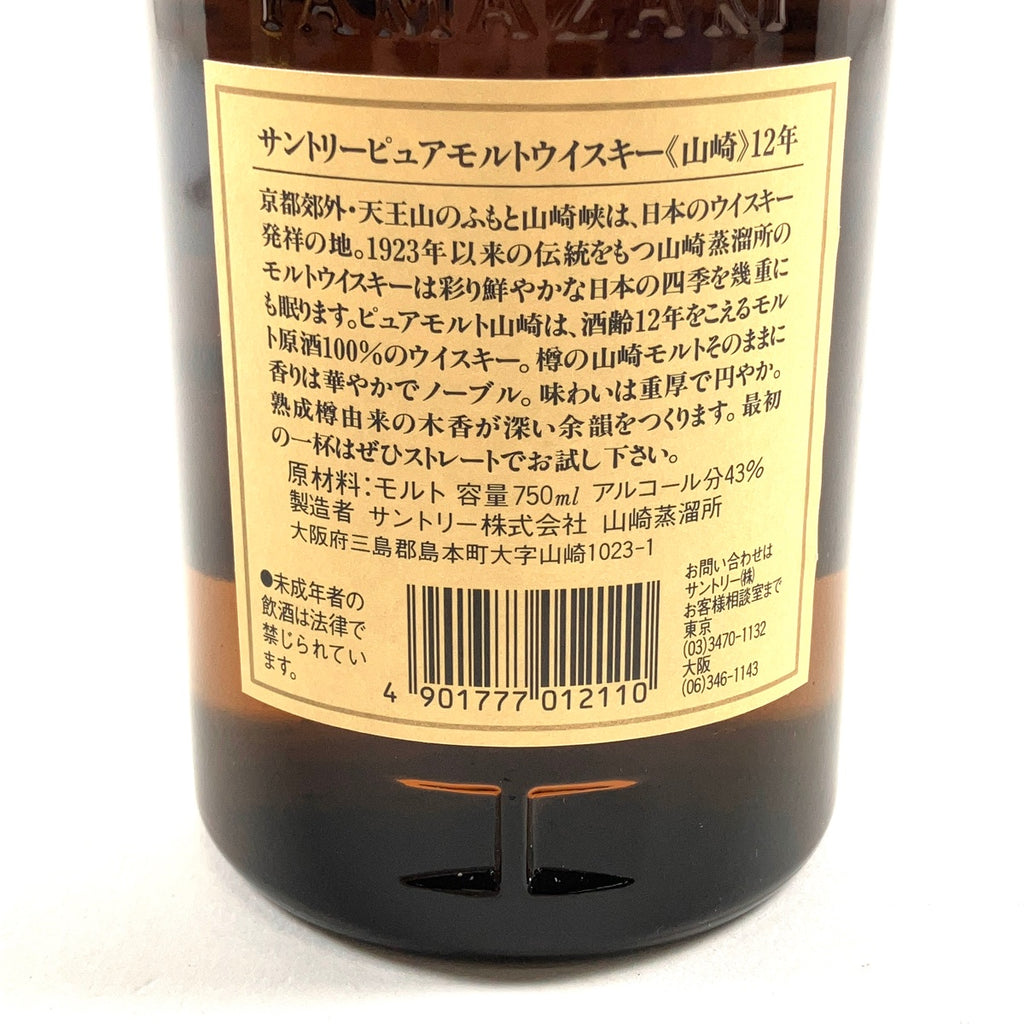 YAMAZAKI
サントリーピュアモルトウイスキー《山崎》12年
京都郊外・天王山のふもと山崎峡は、日本のウイスキー
発祥の地。1923年以来の伝統をもつ山崎蒸溜所の
モルトウイスキーは彩り鮮やかな日本の四季を幾重に
も眠ります。ピュアモルト山崎は、酒齢12年をこえるモル
ト原酒100%のウイスキー。樽の山崎モルトそのままに
香りは華やかでノーブル。味わいは重厚で円やか。
熟成樽由来の木香が深い余韻をつくります。最初
の一杯はぜひストレートでお試し下さい。
原材料：モルト 容量750ml アルコール分43%
製造者 サントリー株式会社 山崎蒸溜所
大阪府三島郡島本町大字山崎1023-1
●未成年者の
飲酒は法律で
禁じられてい
ます。
4 901777 012110
お問い合わせは
サントリー㈱
お客様相談室まで
東京
(03)3470-1132
大阪
(06)346-1143